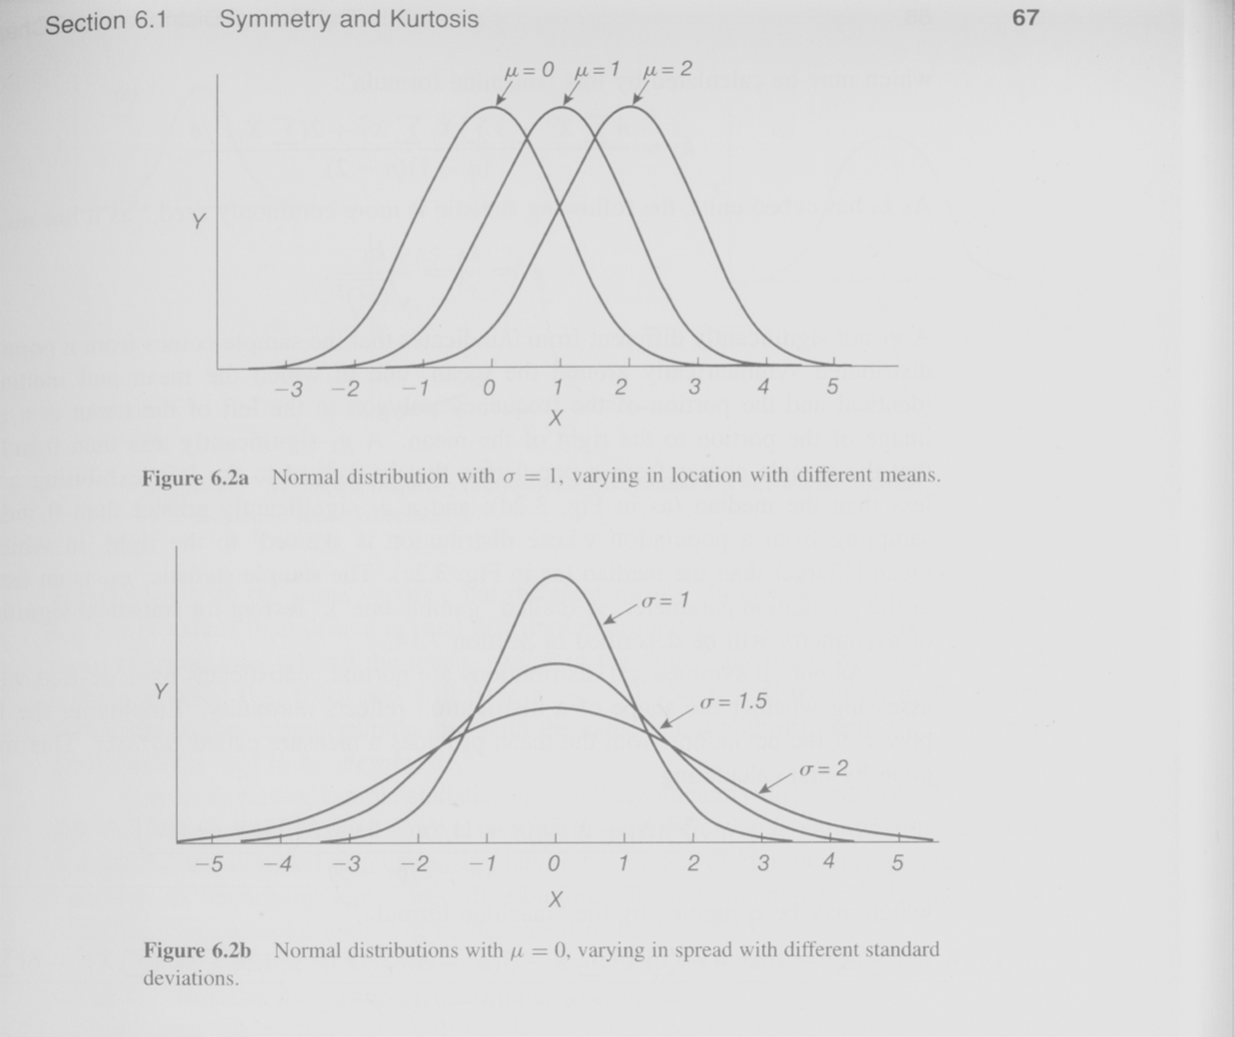 Section 6.1 Symmetry and Kurtosis 67
μ = 0 μ = 1 μ = 2
Y
−3 −2 −1 0 1 2 3 4 5
X
Figure 6.2a Normal distribution with σ = 1, varying in location with different means.
σ = 1
Y
σ = 1.5
σ = 2
−5 −4 −3 −2 −1 0 1 2 3 4 5
X
Figure 6.2b Normal distributions with μ = 0, varying in spread with different standard
deviations.